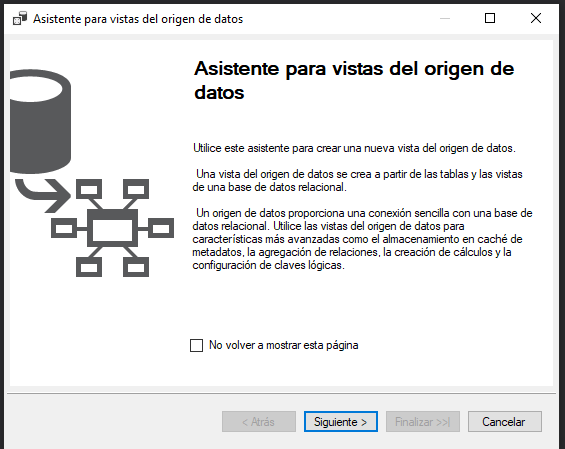 Asistente para vistas del origen de datos
Asistente para vistas del origen de
datos
Utilice este asistente para crear una nueva vista del origen de datos.
Una vista del origen de datos se crea a partir de las tablas y las vistas
de una base de datos relacional.
Un origen de datos proporciona una conexión sencilla con una base de
datos relacional. Utilice las vistas del origen de datos para
características más avanzadas como el almacenamiento en caché de
metadatos, la agregación de relaciones, la creación de cálculos y la
configuración de claves lógicas.
No volver a mostrar esta página
< Atrás
Siguiente >
Finalizar >>|
Cancelar